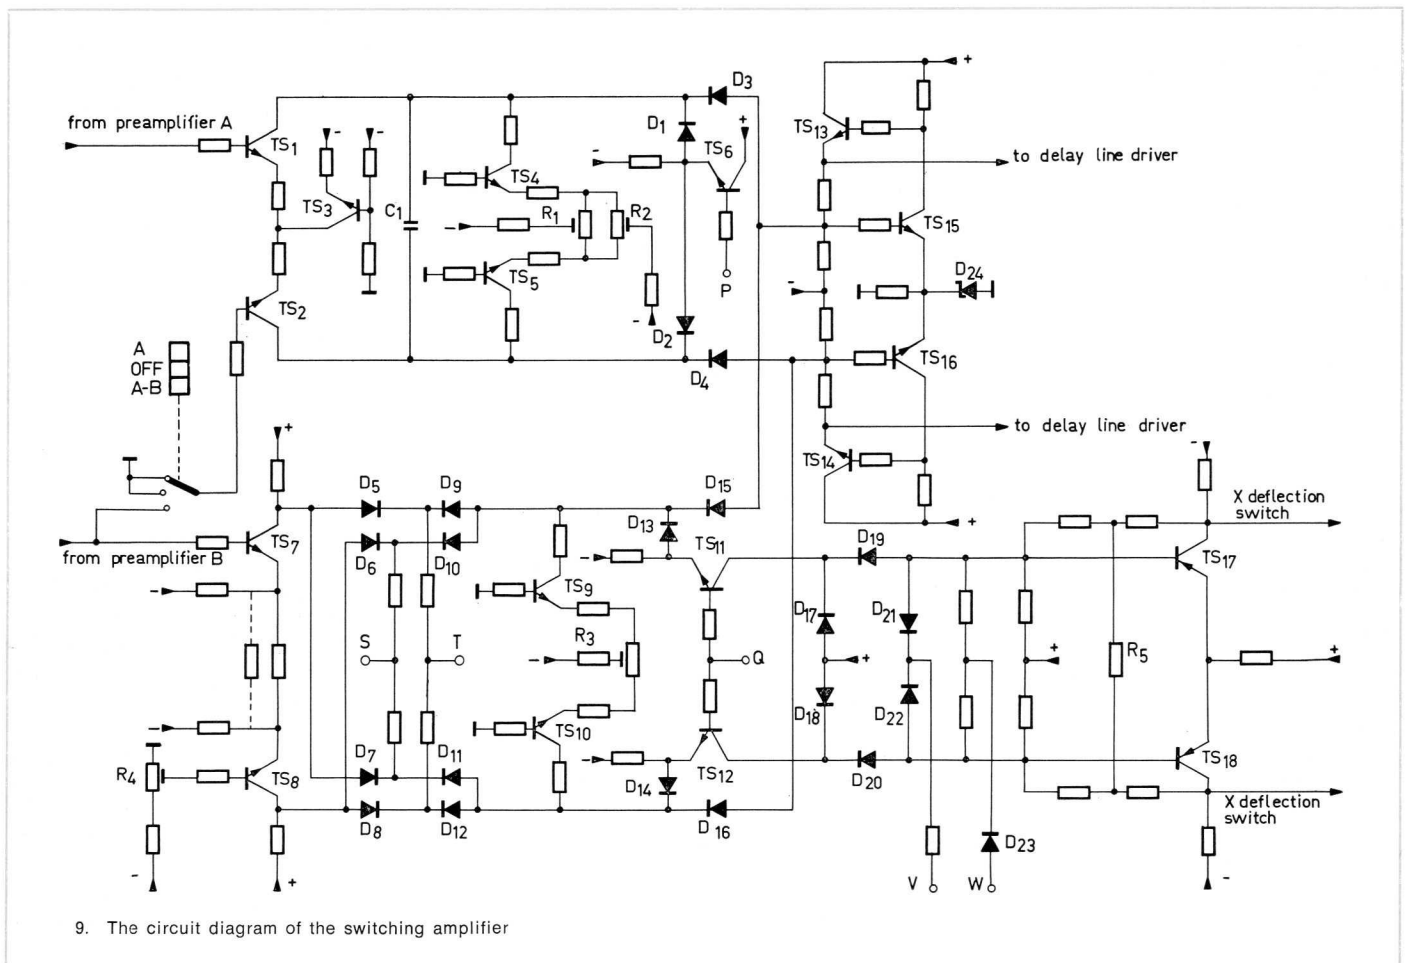 D3
+
from preamplifier A
TS1
-
-
D1
TS6
+
TS13
to delay line driver
TS3
C1
TS4
R1
R2
-
-
TS15
TS5
P
D24
-
TS2
-
D2
D4
TS16
A
OFF
A-B
+
to delay line driver
TS14
-
D5
D9
D15
+
X deflection
switch
from preamplifier B
TS7
D6
D10
D13
TS11
D19
TS17
-
-
TS9
D17
D21
S
T
R3
-
Q
+
+
R5
+
-
TS10
D18
D22
R4
TS8
D7
D11
-
D14
TS12
D20
TS18
D8
D12
D16
X deflection
switch
D23
-
+
V
W
-
9. The circuit diagram of the switching amplifier